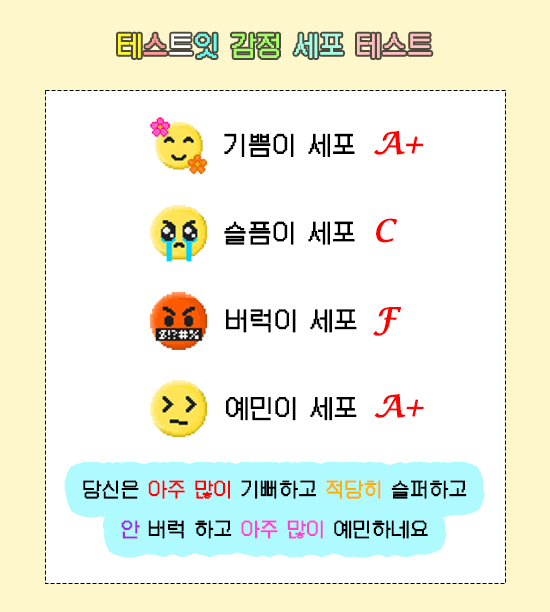 테스트잇 감정 세포 테스트
기쁨이 세포 A+
슬픔이 세포 C
$!?#%
버럭이 세포 F
예민이 세포 A+
당신은 아주 많이 기뻐하고 적당히 슬퍼하고
안 버럭 하고 아주 많이 예민하네요